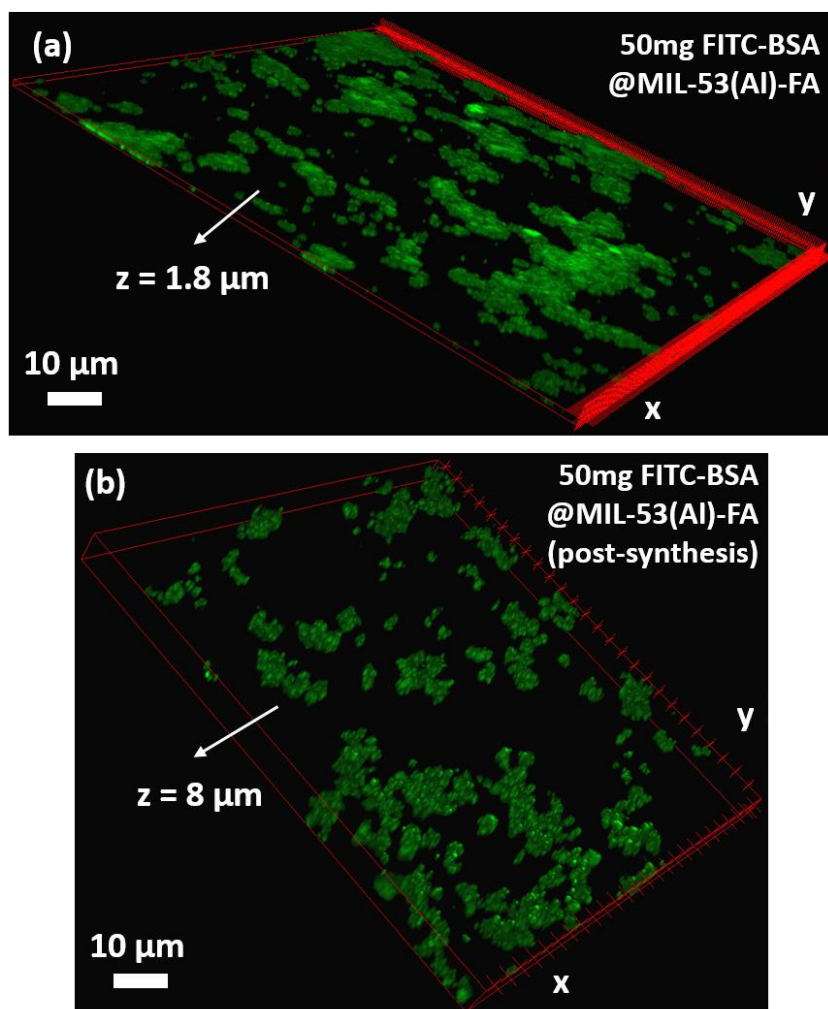 (a)
50mg FITC-BSA
@MIL-53(Al)-FA
y
z = 1.8 µm
10 µm
x
(b)
50mg FITC-BSA
@MIL-53(Al)-FA
(post-synthesis)
y
z = 8 µm
10 µm
x